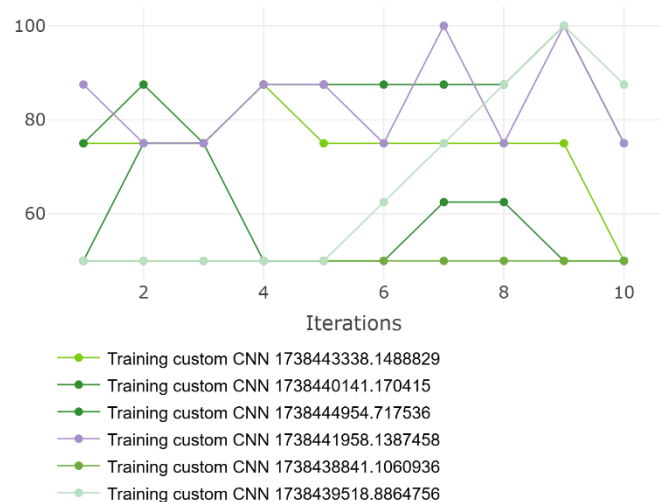 100
80
60
2 4 6 8 10
Iterations
Training custom CNN 1738443338.1488829
Training custom CNN 1738440141.170415
Training custom CNN 1738444954.717536
Training custom CNN 1738441958.1387458
Training custom CNN 1738438841.1060936
Training custom CNN 1738439518.8864756